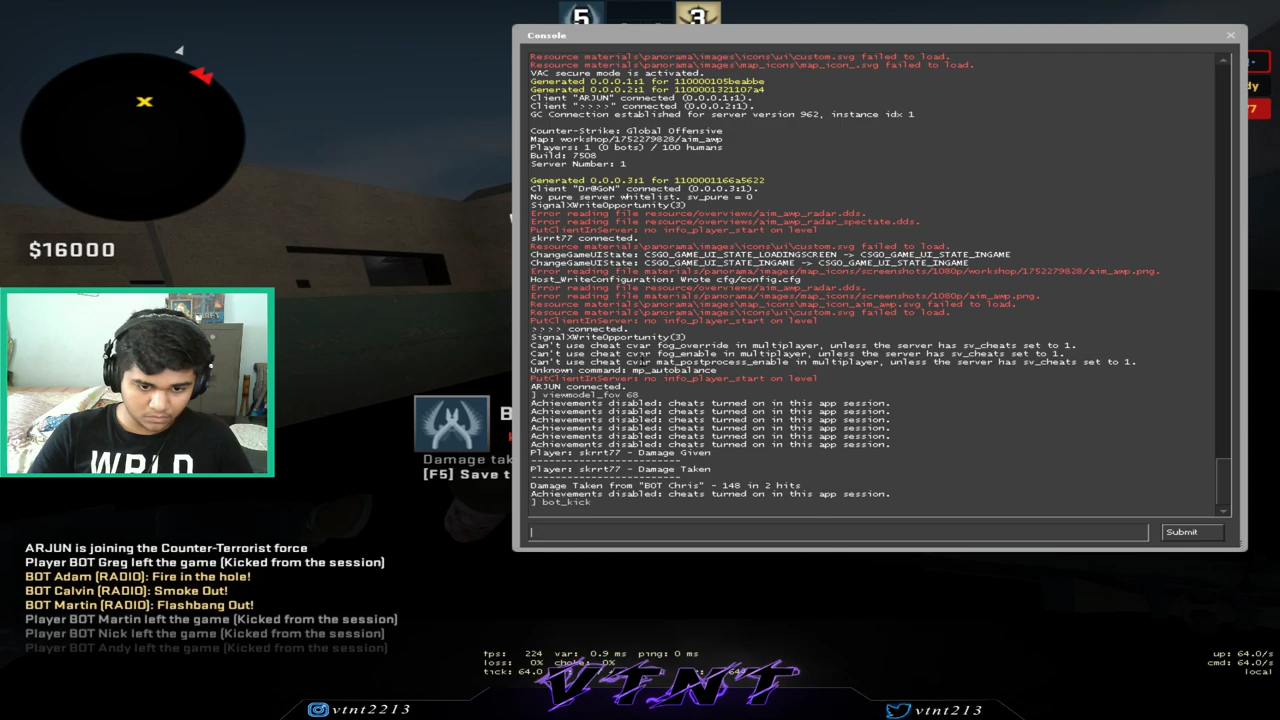 5
3
Console
Resource materials\panorama\images\icons\ui\custom.svg failed to load.
Resource materials\panorama\images\map_icons\map_icon_.svg failed to load.
VAC secure mode is activated.
Generated 0.0.0.1:1 for 110000105beabbe
Generated 0.0.0.2:1 for 1100001321107a4
Client "ARJUN" connected (0.0.0.1:1).
Client ">>>>" connected (0.0.0.2:1).
GC Connection established for server version 962, instance idx 1
Counter-Strike: Global Offensive
Map: workshop/1752279828/aim_awp
Players: 1 (0 bots) / 100 humans
Build: 7508
Server Number: 1
Generated 0.0.0.3:1 for 1100001166a5622
Client "Dr@GoN" connected (0.0.0.3:1).
No pure server whitelist. sv_pure = 0
SignalXWriteOpportunity(3)
Error reading file resource/overviews/aim_awp_radar.dds.
Error reading file resource/overviews/aim_awp_radar_spectate.dds.
PutClientInServer: no info_player_start on level
skrrt77 connected.
Resource materials\panorama\images\icons\ui\custom.svg failed to load.
ChangeGameUIState: CSGO_GAME_UI_STATE_LOADINGSCREEN -> CSGO_GAME_UI_STATE_INGAME
ChangeGameUIState: CSGO_GAME_UI_STATE_INGAME -> CSGO_GAME_UI_STATE_INGAME
Error reading file materials/panorama/images/map_icons/screenshots/1080p/workshop/1752279828/aim_awp.png.
Host_WriteConfiguration: Wrote cfg/config.cfg
Error reading file resource/overviews/aim_awp_radar.dds.
Error reading file materials/panorama/images/map_icons/screenshots/1080p/aim_awp.png.
Resource materials\panorama\images\map_icons\map_icon_aim_awp.svg failed to load.
Resource materials\panorama\images\icons\ui\custom.svg failed to load.
PutClientInServer: no info_player_start on level
>>>> connected.
SignalXWriteOpportunity(3)
Can't use cheat cvar fog_override in multiplayer, unless the server has sv_cheats set to 1.
Can't use cheat cvar fog_enable in multiplayer, unless the server has sv_cheats set to 1.
Can't use cheat cvar mat_postprocess_enable in multiplayer, unless the server has sv_cheats set to 1.
Unknown command: mp_autobalance
PutClientInServer: no info_player_start on level
ARJUN connected.
] viewmodel_fov 68
Achievements disabled: cheats turned on in this app session.
Achievements disabled: cheats turned on in this app session.
Achievements disabled: cheats turned on in this app session.
Achievements disabled: cheats turned on in this app session.
Achievements disabled: cheats turned on in this app session.
Achievements disabled: cheats turned on in this app session.
Player: skrrt77 - Damage Given
-------------------------
Player: skrrt77 - Damage Taken
-------------------------
Damage Taken from "BOT Chris" - 148 in 2 hits
Achievements disabled: cheats turned on in this app session.
] bot_kick
Submit
dy
77
$16000
WRLD
B
Damage tak
[F5] Save t
ARJUN is joining the Counter-Terrorist force
Player BOT Greg left the game (Kicked from the session)
BOT Adam (RADIO): Fire in the hole!
BOT Calvin (RADIO): Smoke Out!
BOT Martin (RADIO): Flashbang Out!
Player BOT Martin left the game (Kicked from the session)
Player BOT Nick left the game (Kicked from the session)
Player BOT Andy left the game (Kicked from the session)
fps: 224 var: 0.9 ms ping: 0 ms
loss: 0% choke: 0%
tick: 64.0
up: 64.0/s
cmd: 64.0/s
local
VTNT
vtnt2213
vtnt213